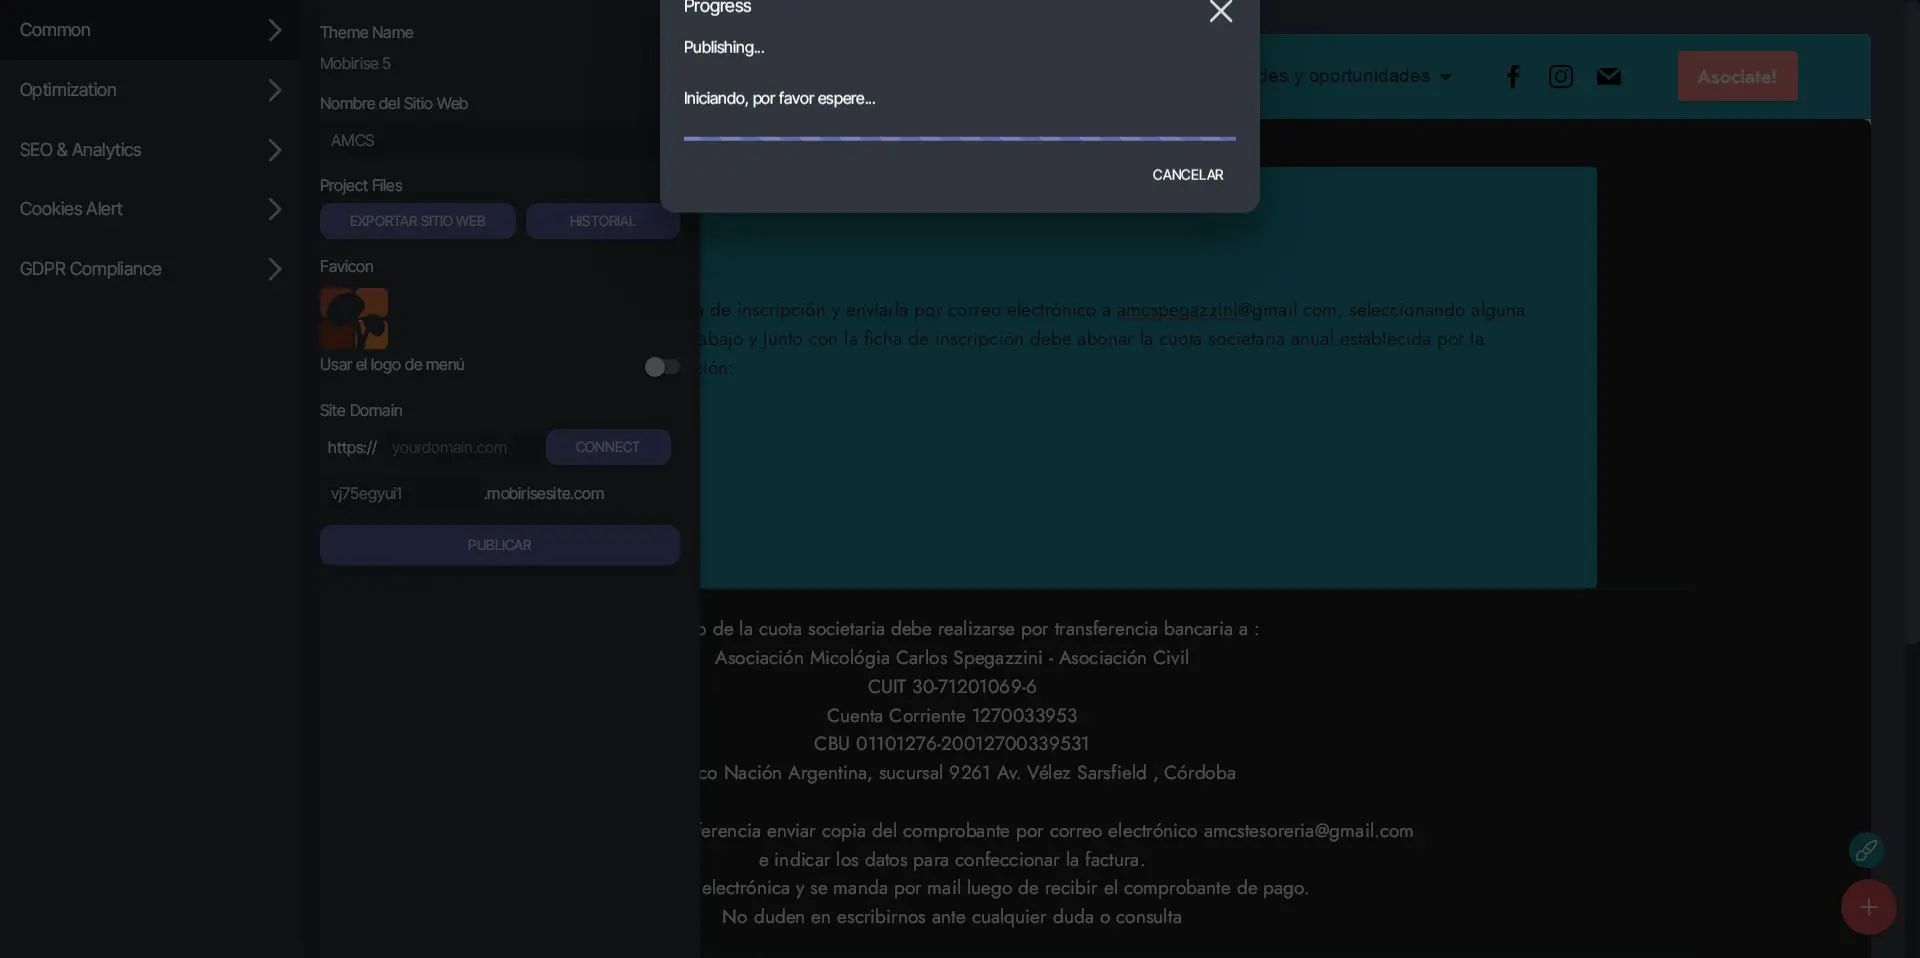 Common
Optimization
SEO & Analytics
Cookies Alert
GDPR Compliance
Theme Name
Mobirise 5
Nombre del Sitio Web
AMCS
Project Files
EXPORTAR SITIO WEB
HISTORIAL
Favicon
Usar el logo de menú
Site Domain
https:// yourdomain.com
CONNECT
vj75egyui1 .mobirisesite.com
PUBLICAR
Progress
Publishing...
Iniciando, por favor espere...
CANCELAR
des y oportunidades
Asociate!
de inscripción y enviarla por correo electrónico a amcspegazzini@gmail com, seleccionando alguna
abajo y Junto con la ficha de inscripción debe abonar la cuota societaria anual establecida por la
ción:
o de la cuota societaria debe realizarse por transferencia bancaria a :
Asociación Micológia Carlos Spegazzini - Asociación Civil
CUIT 30-71201069-6
Cuenta Corriente 1270033953
CBU 01101276-20012700339531
co Nación Argentina, sucursal 9261 Av. Vélez Sarsfield , Córdoba
ferencia enviar copia del comprobante por correo electrónico amcstesoreria@gmail.com
e indicar los datos para confeccionar la factura.
electrónica y se manda por mail luego de recibir el comprobante de pago.
No duden en escribirnos ante cualquier duda o consulta